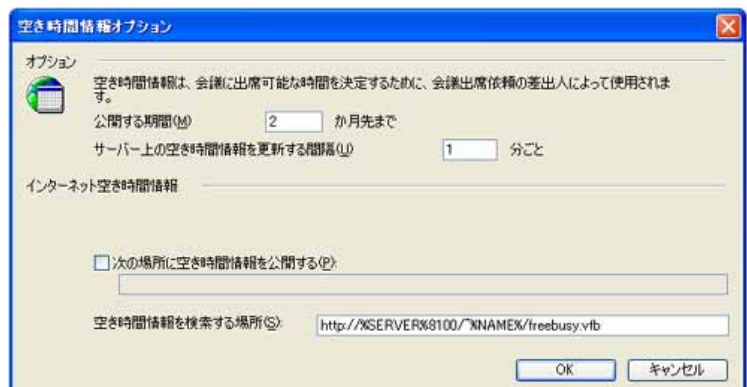 空き時間情報オプション
オプション
空き時間情報は、会議に出席可能な時間を決定するために、会議出席依頼の差出人によって使用されま
す。
公開する期間(M) 2 か月先まで
サーバー上の空き時間情報を更新する間隔(U) 1 分ごと
インターネット空き時間情報
次の場所に空き時間情報を公開する(P):
空き時間情報を検索する場所(S): http://%SERVER%8100/~%NAME%/freebusy.vfb
OK キャンセル